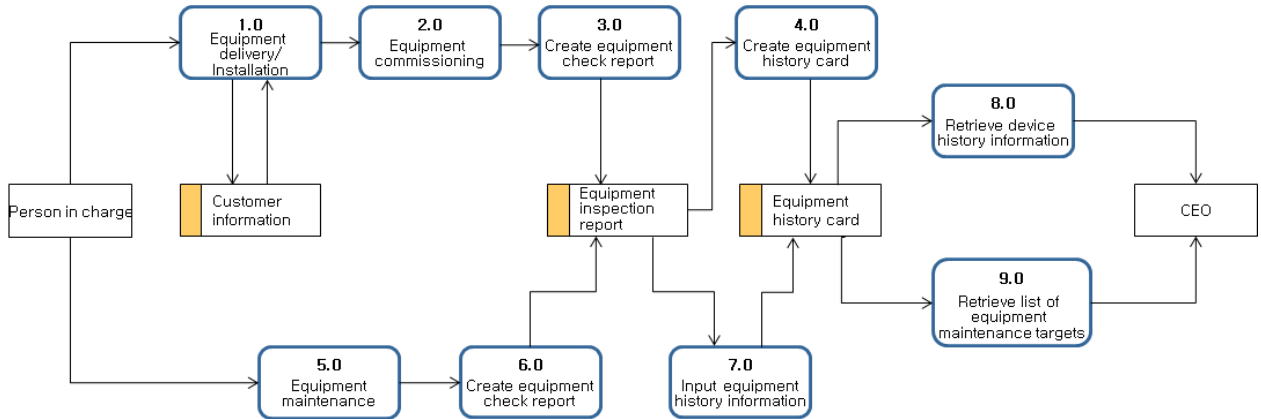 1.0
Equipment
delivery/
Installation
2.0
Equipment
commissioning
3.0
Create equipment
check report
4.0
Create equipment
history card
8.0
Retrieve device
history information
Person in charge
Customer
information
Equipment
inspection
report
Equipment
history card
CEO
9.0
Retrieve list of
equipment
maintenance targets
5.0
Equipment
maintenance
6.0
Create equipment
check report
7.0
Input equipment
history information